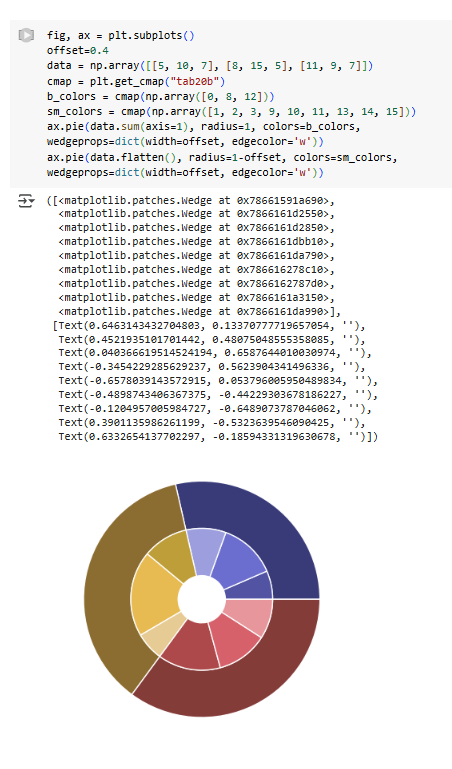 fig, ax = plt.subplots()
offset=0.4
data = np.array([[5, 10, 7], [8, 15, 5], [11, 9, 7]])
cmap = plt.get_cmap("tab20b")
b_colors = cmap(np.array([0, 8, 12]))
sm_colors = cmap(np.array([1, 2, 3, 9, 10, 11, 13, 14, 15]))
ax.pie(data.sum(axis=1), radius=1, colors=b_colors,
wedgeprops=dict(width=offset, edgecolor='w'))
ax.pie(data.flatten(), radius=1-offset, colors=sm_colors,
wedgeprops=dict(width=offset, edgecolor='w'))
([<matplotlib.patches.Wedge at 0x78661591a690>,
<matplotlib.patches.Wedge at 0x7866161d2550>,
<matplotlib.patches.Wedge at 0x7866161d2850>,
<matplotlib.patches.Wedge at 0x7866161dbb10>,
<matplotlib.patches.Wedge at 0x7866161da790>,
<matplotlib.patches.Wedge at 0x786616278c10>,
<matplotlib.patches.Wedge at 0x7866162787d0>,
<matplotlib.patches.Wedge at 0x7866161a3150>,
<matplotlib.patches.Wedge at 0x7866161da990>],
[Text(0.6463143432704803, 0.13370777719657054, ''),
Text(0.4521935101701442, 0.48075048555358085, ''),
Text(0.040366619514524194, 0.6587644010030974, ''),
Text(-0.3454229285629237, 0.5623904341496336, ''),
Text(-0.6578039143572915, 0.053796005950489834, ''),
Text(-0.4898743406367375, -0.44229303678186227, ''),
Text(-0.1204957005984727, -0.6489073787046062, ''),
Text(0.3901135986261199, -0.5323639546090425, ''),
Text(0.6332654137702297, -0.18594331319630678, '')])